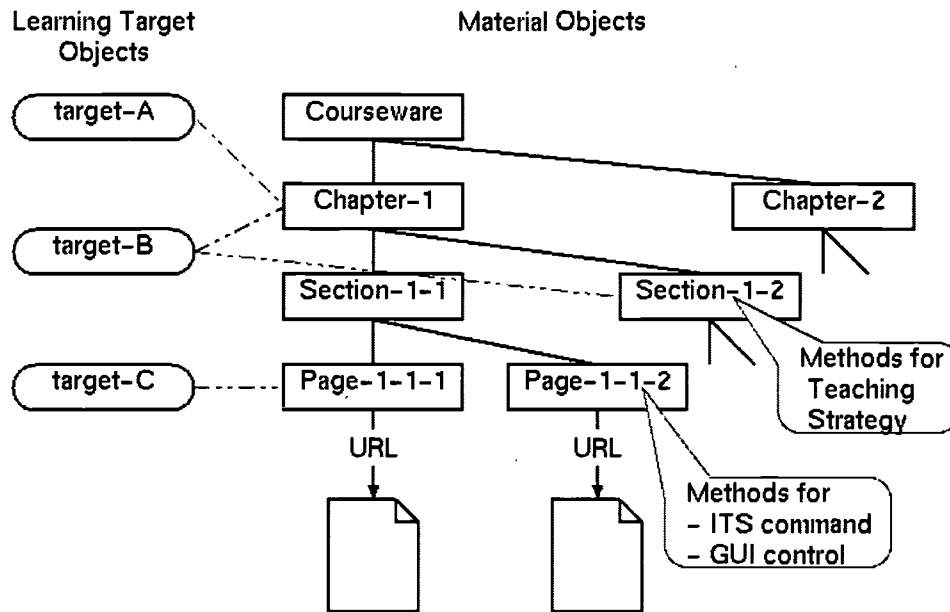 Learning Target
Objects
Material Objects
target-A
Courseware
Chapter-1
Chapter-2
target-B
Section-1-1
Section-1-2
Methods for
Teaching
Strategy
target-C
Page-1-1-1
Page-1-1-2
URL
URL
Methods for
- ITS command
- GUI control